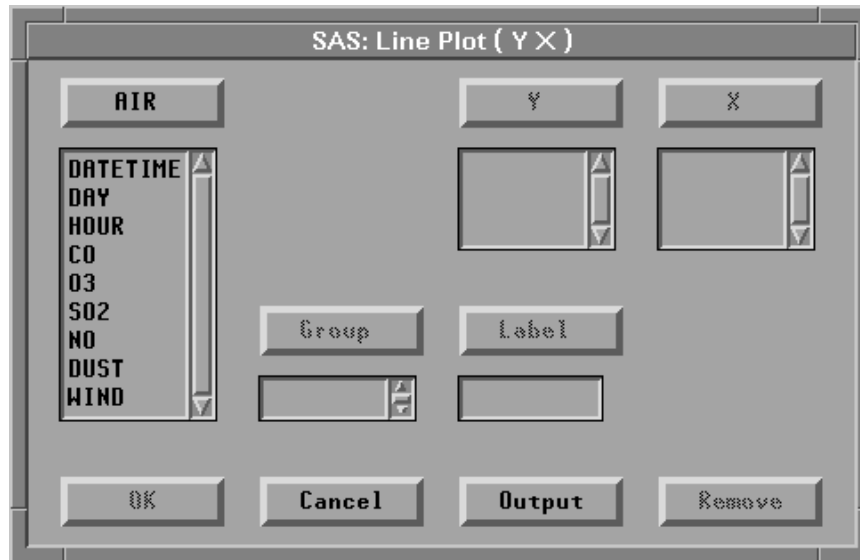 SAS: Line Plot ( Y X )
AIR
Y
X
DATETIME
DAY
HOUR
CO
O3
SO2
NO
DUST
WIND
Group
Label
OK
Cancel
Output
Remove